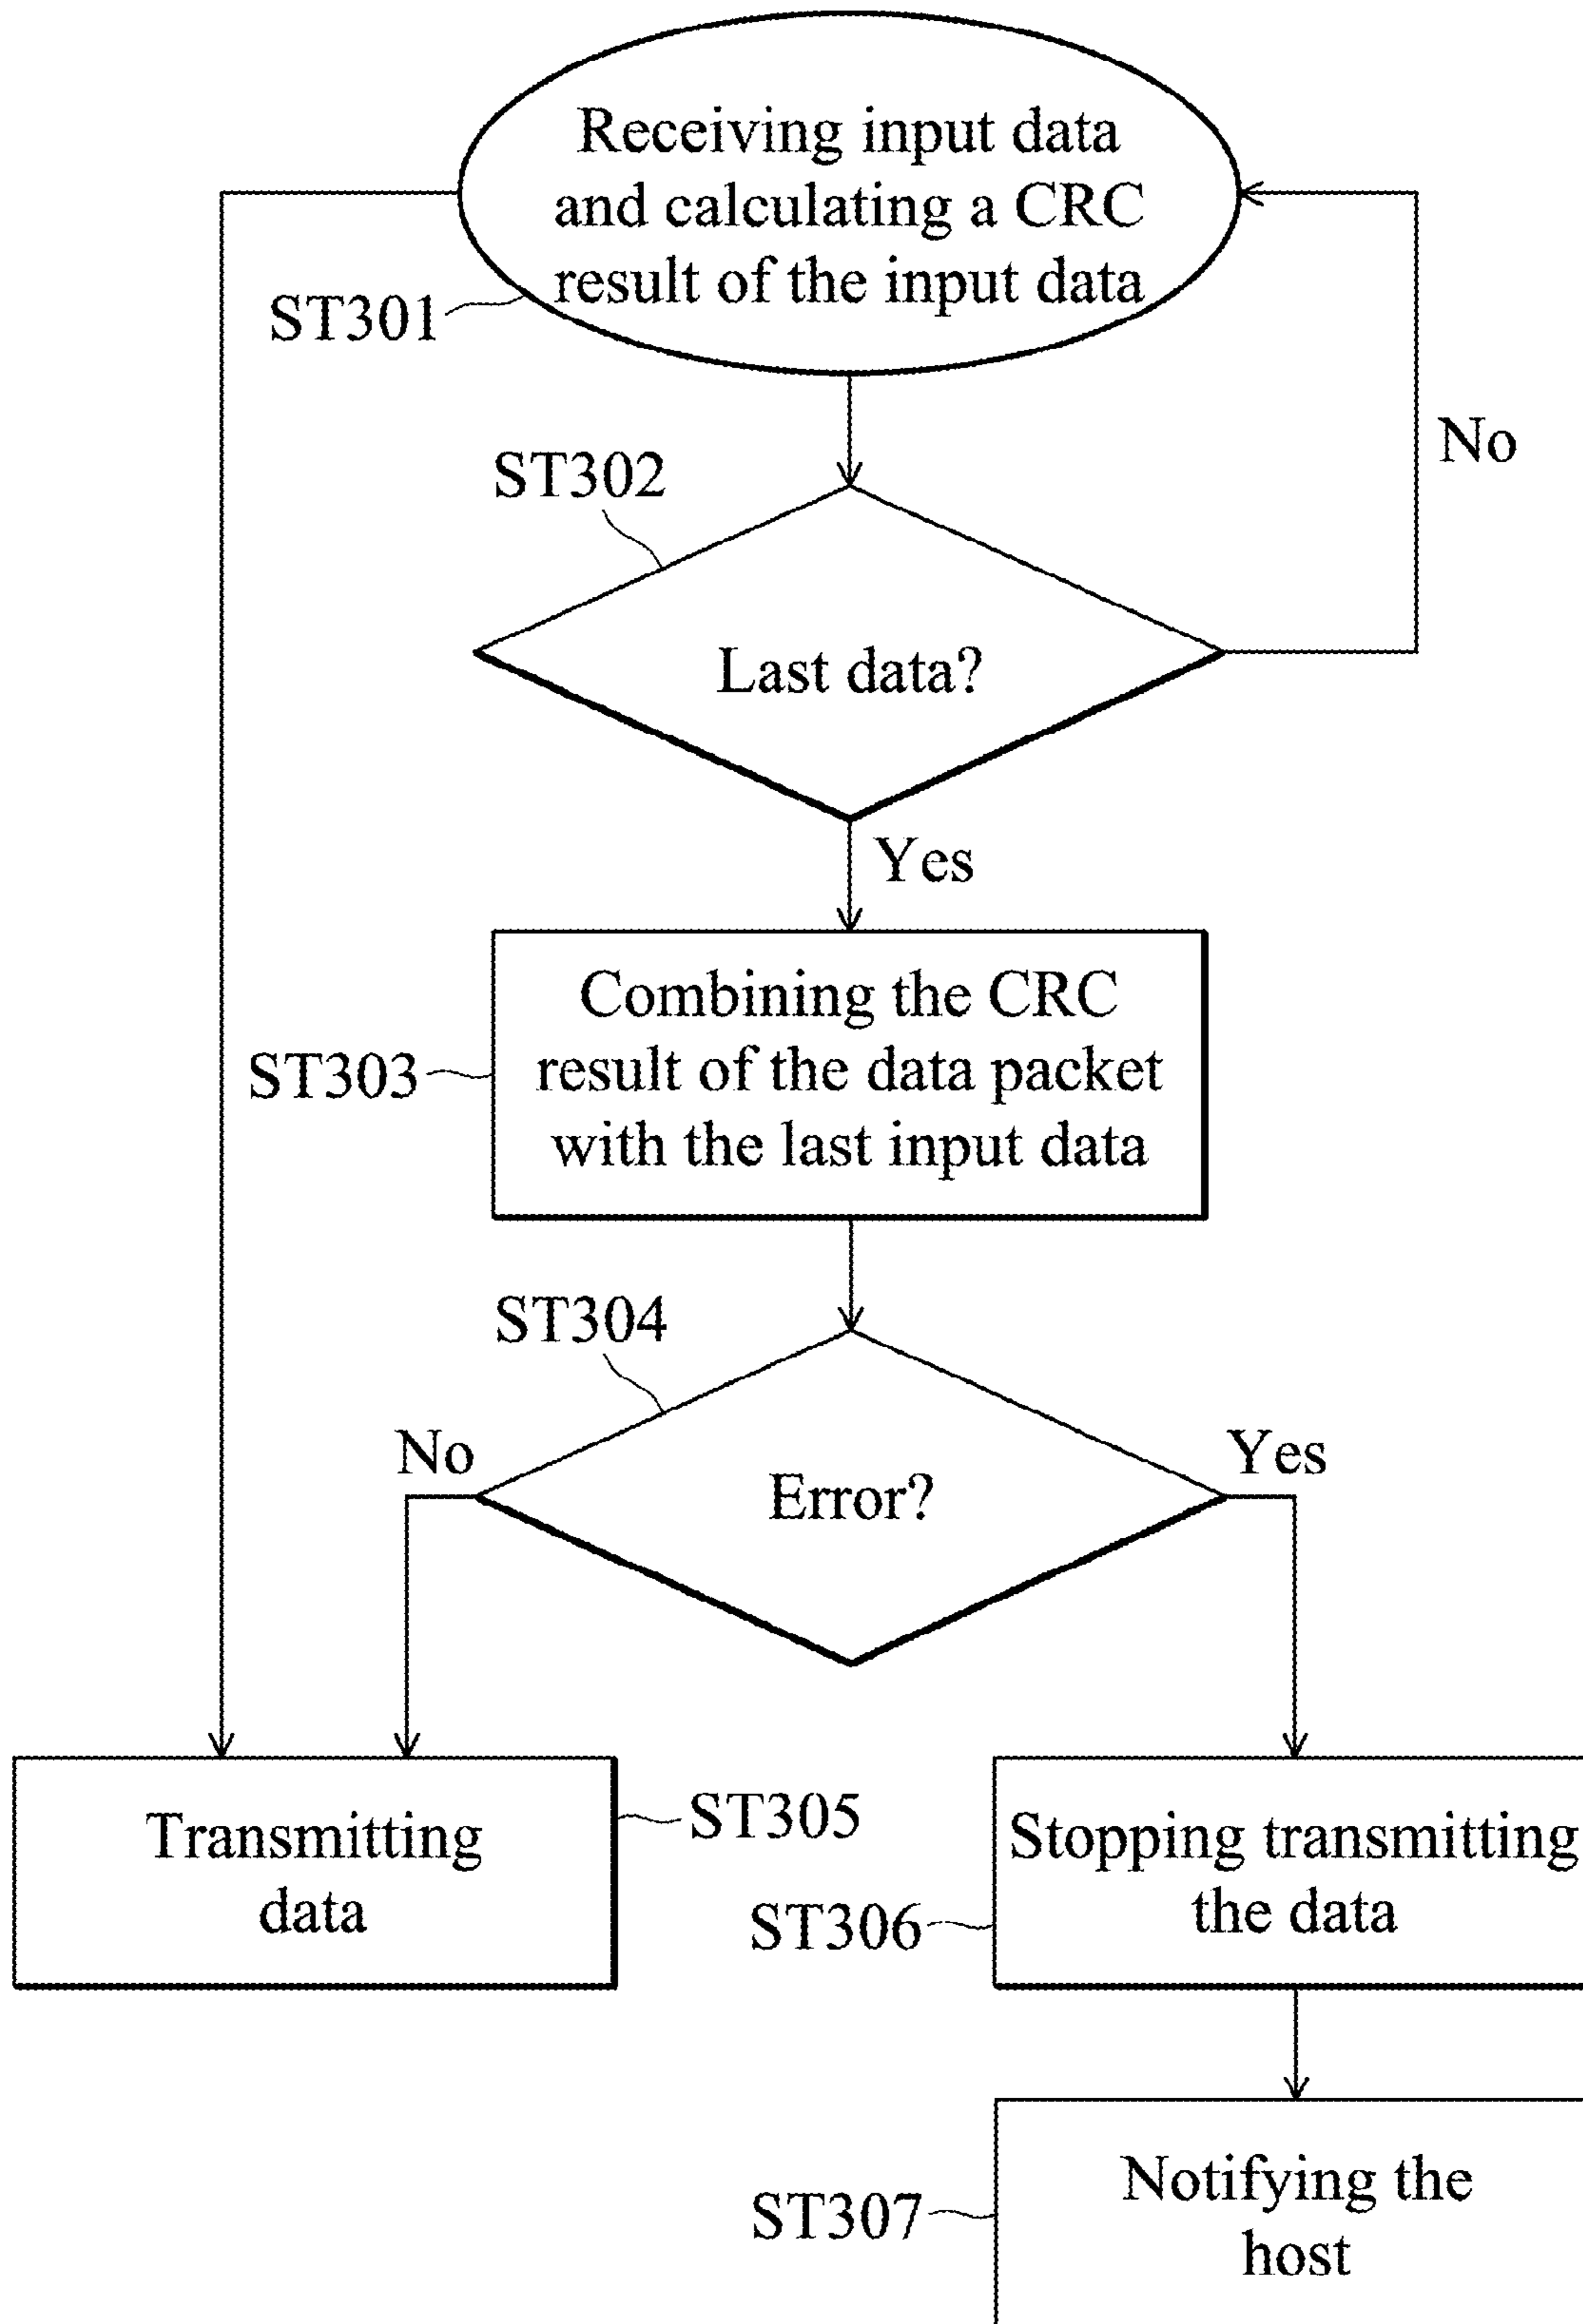 Receiving input data
and calculating a CRC
result of the input data
ST301
No
ST302
Last data?
Yes
Combining the CRC
result of the data packet
with the last input data
ST303
ST304
No
Yes
Error?
Transmitting
data
ST305
Stopping transmitting
the data
ST306
Notifying the
host
ST307